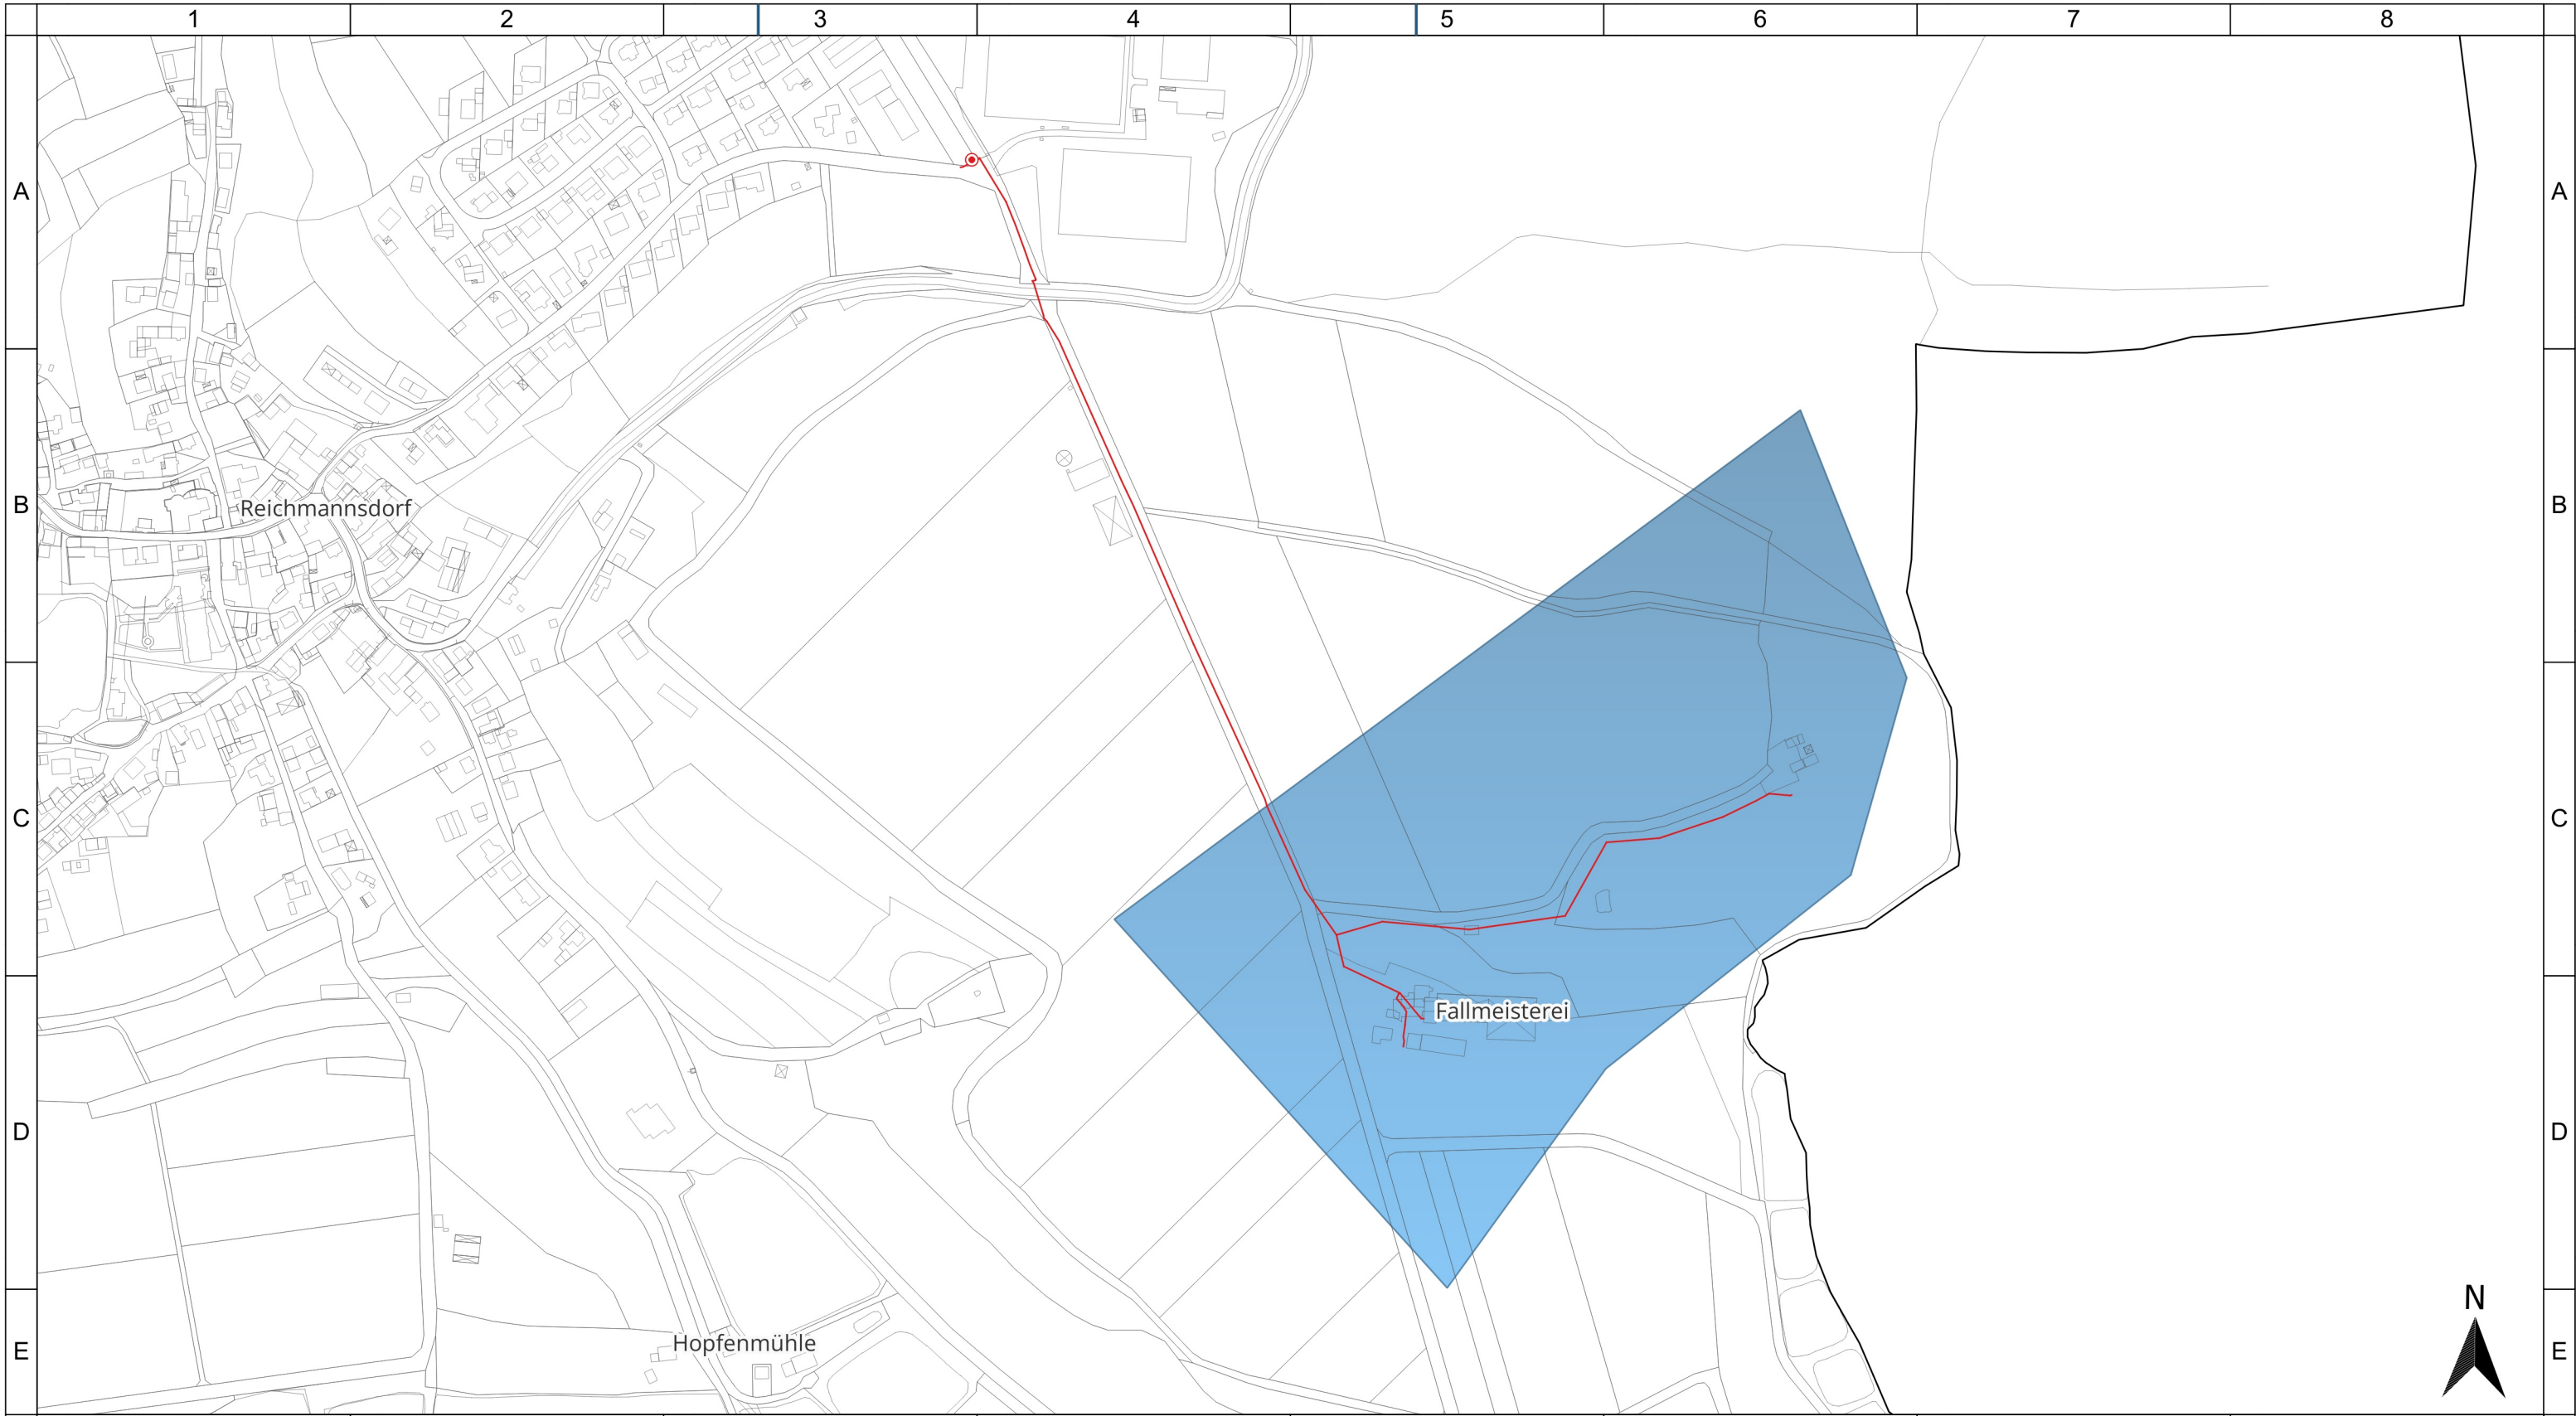 1 2 3 4 5 6 7 8
A A
B B
Reichmannsdorf
C C
Fallmeisterei
D D
N
Hopfenmühle
E E